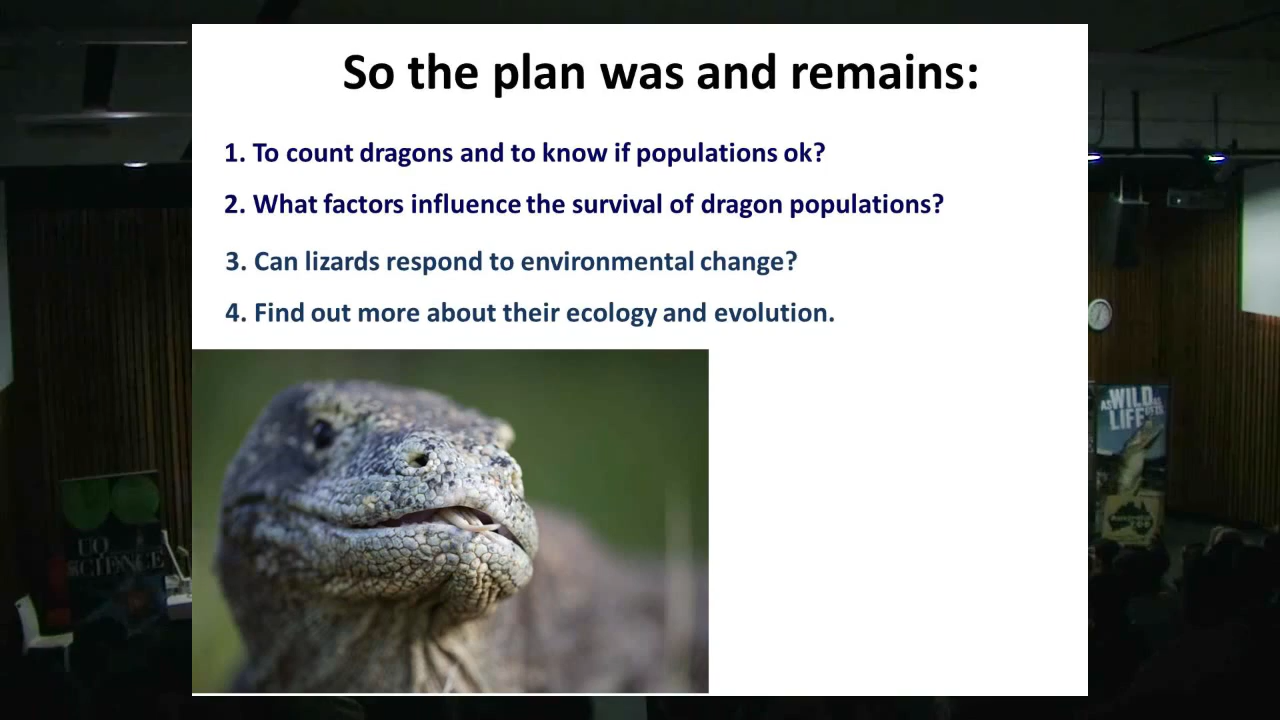 So the plan was and remains:
1. To count dragons and to know if populations ok?
2. What factors influence the survival of dragon populations?
3. Can lizards respond to environmental change?
4. Find out more about their ecology and evolution.
UQ
SCIENCE
AS WILD AS
LIFE GETS
ZOO